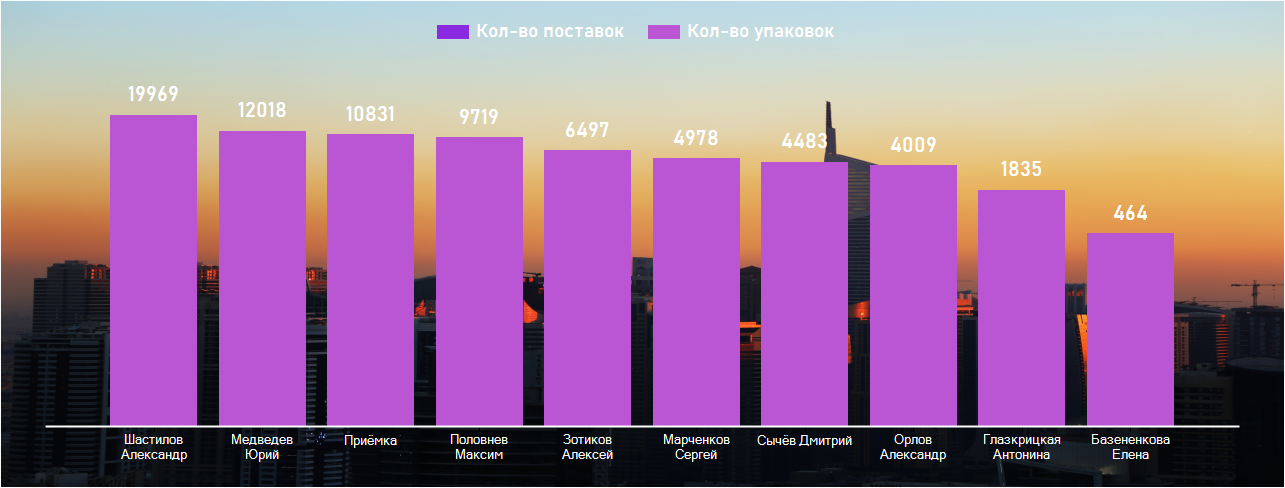 Кол-во поставок Кол-во упаковок
19969
12018
10831
9719
6497
4978
4483
4009
1835
464
Шастилов
Александр
Медведев
Юрий
Приёмка
Половнев
Максим
Зотиков
Алексей
Марченков
Сергей
Сычёв Дмитрий
Орлов
Александр
Глазкрицкая
Антонина
Базененкова
Елена